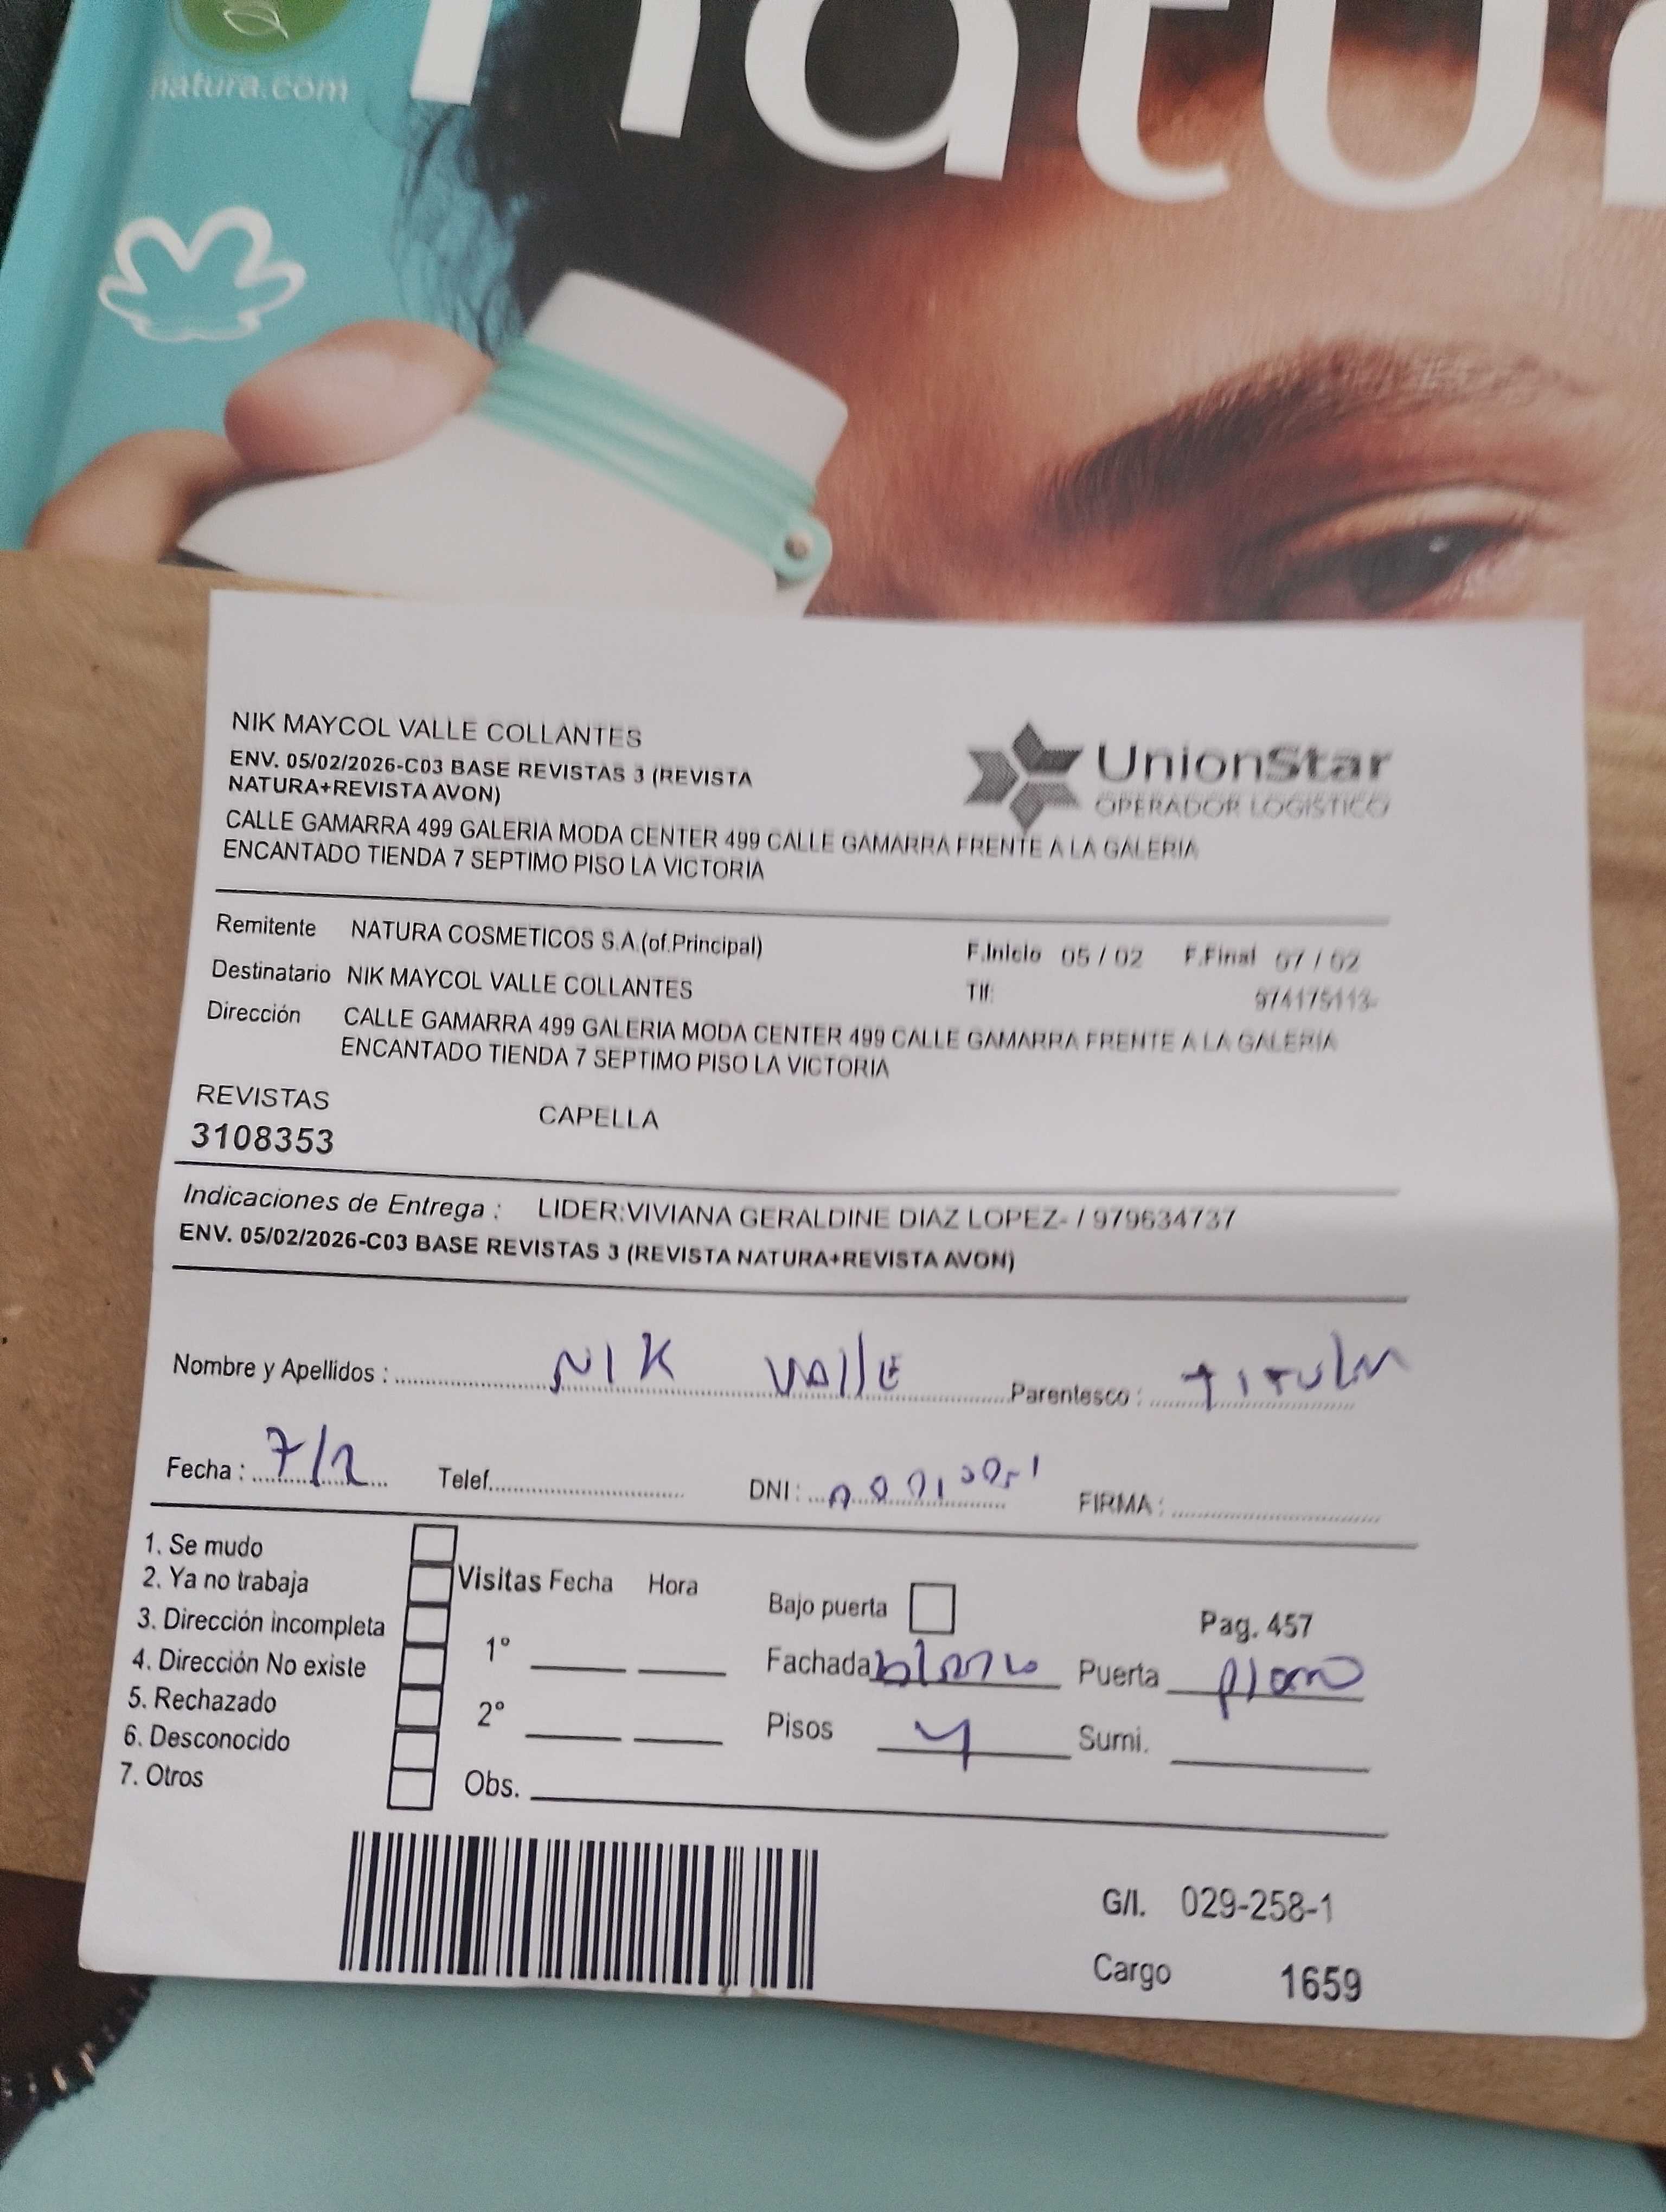 natura.com
natu
NIK MAYCOL VALLE COLLANTES
ENV. 05/02/2026-C03 BASE REVISTAS 3 (REVISTA
NATURA+REVISTA AVON)
UnionStar
OPERADOR LOGISTICO
CALLE GAMARRA 499 GALERIA MODA CENTER 499 CALLE GAMARRA FRENTE A LA GALERIA
ENCANTADO TIENDA 7 SEPTIMO PISO LA VICTORIA
Remitente NATURA COSMETICOS S.A.(of.Principal) F.Inicio 05 / 02 F.Final 07 / 02
Destinatario NIK MAYCOL VALLE COLLANTES Tlf: 974175113-
Dirección CALLE GAMARRA 499 GALERIA MODA CENTER 499 CALLE GAMARRA FRENTE A LA GALERIA
ENCANTADO TIENDA 7 SEPTIMO PISO LA VICTORIA
REVISTAS CAPELLA
3108353
Indicaciones de Entrega : LIDER:VIVIANA GERALDINE DIAZ LOPEZ- / 979634737
ENV. 05/02/2026-C03 BASE REVISTAS 3 (REVISTA NATURA+REVISTA AVON)
Nombre y Apellidos : NIK VallE Parentesco : TITULAR
Fecha : 7/2 Telef. DNI : FIRMA :
1. Se mudo
2. Ya no trabaja
3. Dirección incompleta
4. Dirección No existe
5. Rechazado
6. Desconocido
7. Otros
Visitas Fecha Hora
1°
2°
Obs.
Bajo puerta Pag. 457
Fachada blanco Puerta
Pisos 4 Sumi.
G/I. 029-258-1
Cargo 1659